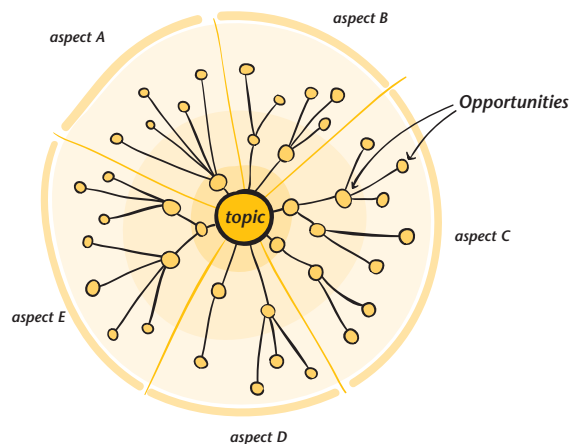 aspect B
aspect A
Opportunities
topic
aspect C
aspect E
aspect D